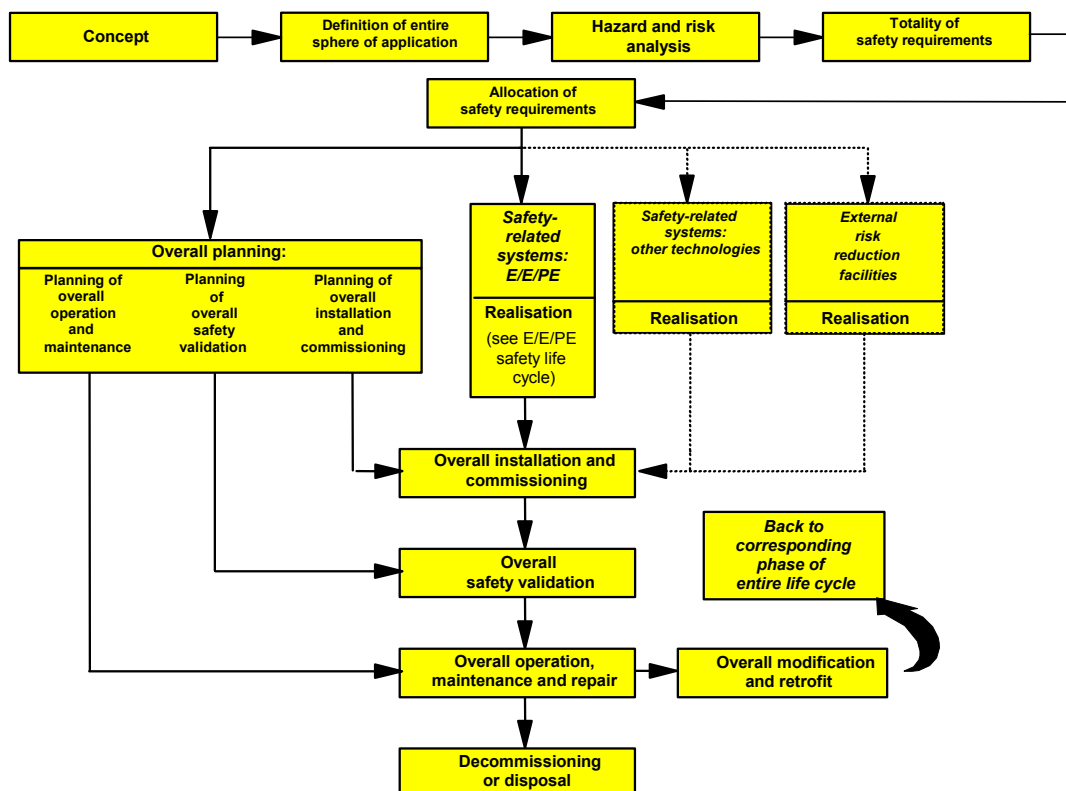 Concept
Definition of entire
sphere of application
Hazard and risk
analysis
Totality of
safety requirements
Allocation of
safety requirements
Overall planning:
Planning of
overall
operation
and
maintenance
Planning
of
overall
safety
validation
Planning of
overall
installation
and
commissioning
Safety-
related
systems:
E/E/PE
Realisation
(see E/E/PE
safety life
cycle)
Safety-related
systems:
other technologies
Realisation
External
risk
reduction
facilities
Realisation
Overall installation and
commissioning
Overall
safety validation
Back to
corresponding
phase of
entire life cycle
Overall operation,
maintenance and repair
Overall modification
and retrofit
Decommissioning
or disposal